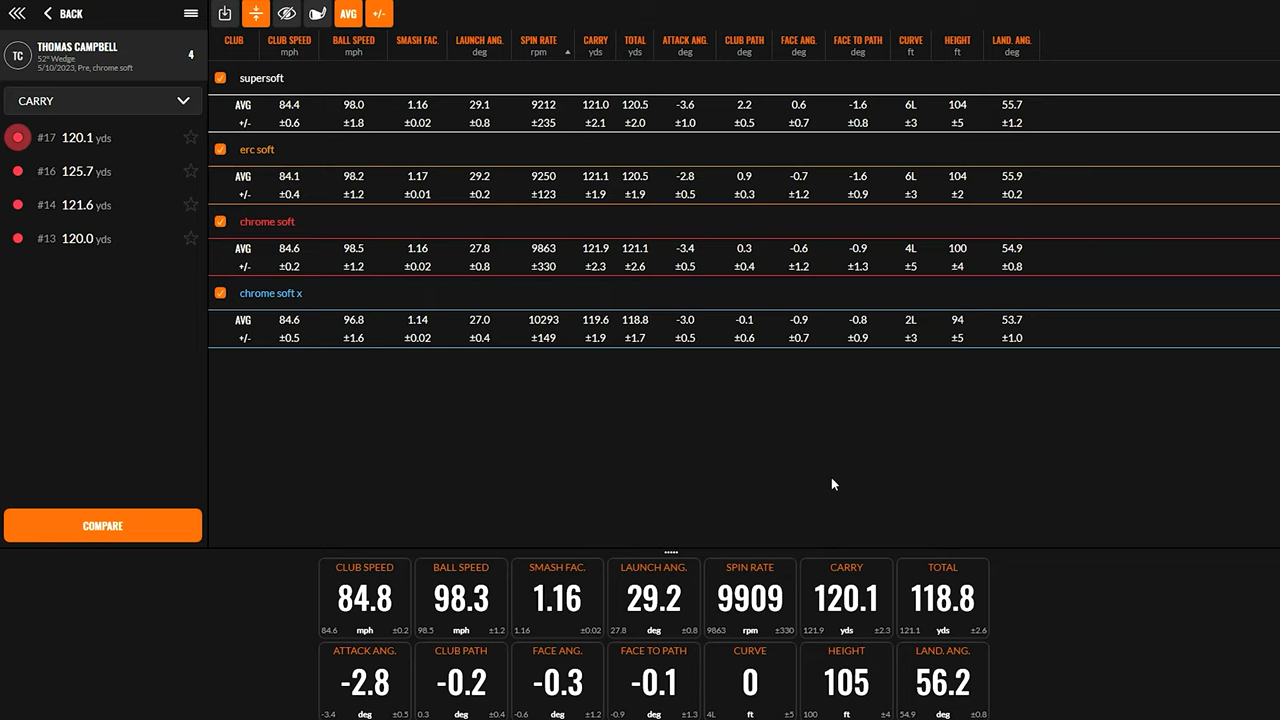 BACK
THOMAS CAMPBELL
TC
52° Wedge
4
5/10/2023, Pre, chrome soft
CARRY
#17 120.1 yds
#16 125.7 yds
#14 121.6 yds
#13 120.0 yds
COMPARE
AVG +/-
CLUB CLUB SPEED BALL SPEED SMASH FAC. LAUNCH ANG. SPIN RATE CARRY TOTAL ATTACK ANG. CLUB PATH FACE ANG. FACE TO PATH CURVE HEIGHT LAND. ANG.
mph mph deg rpm yds yds deg deg deg deg ft ft deg
supersoft
AVG 84.4 98.0 1.16 29.1 9212 121.0 120.5 -3.6 2.2 0.6 -1.6 6L 104 55.7
+/- ±0.6 ±1.8 ±0.02 ±0.8 ±235 ±2.1 ±2.0 ±1.0 ±0.5 ±0.7 ±0.8 ±3 ±5 ±1.2
erc soft
AVG 84.1 98.2 1.17 29.2 9250 121.1 120.5 -2.8 0.9 -0.7 -1.6 6L 104 55.9
+/- ±0.4 ±1.2 ±0.01 ±0.2 ±123 ±1.9 ±1.9 ±0.5 ±0.3 ±1.2 ±0.9 ±3 ±2 ±0.2
chrome soft
AVG 84.6 98.5 1.16 27.8 9863 121.9 121.1 -3.4 0.3 -0.6 -0.9 4L 100 54.9
+/- ±0.2 ±1.2 ±0.02 ±0.8 ±330 ±2.3 ±2.6 ±0.5 ±0.4 ±1.2 ±1.3 ±5 ±4 ±0.8
chrome soft x
AVG 84.6 96.8 1.14 27.0 10293 119.6 118.8 -3.0 -0.1 -0.9 -0.8 2L 94 53.7
+/- ±0.5 ±1.6 ±0.02 ±0.4 ±149 ±1.9 ±1.7 ±0.5 ±0.6 ±0.7 ±0.9 ±3 ±5 ±1.0
CLUB SPEED BALL SPEED SMASH FAC. LAUNCH ANG. SPIN RATE CARRY TOTAL
84.8 98.3 1.16 29.2 9909 120.1 118.8
84.6 mph ±0.2 98.5 mph ±1.2 1.16 ±0.02 27.8 deg ±0.8 9863 rpm ±330 121.9 yds ±2.3 121.1 yds ±2.6
ATTACK ANG. CLUB PATH FACE ANG. FACE TO PATH CURVE HEIGHT LAND. ANG.
-2.8 -0.2 -0.3 -0.1 0 105 56.2
-3.4 deg ±0.5 0.3 deg ±0.4 -0.6 deg ±1.2 -0.9 deg ±1.3 4L ft ±5 100 ft ±4 54.9 deg ±0.8